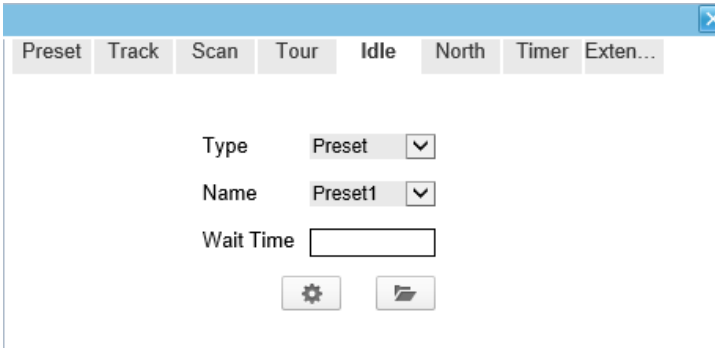 Preset Track Scan Tour Idle North Timer Exten...
Type Preset
Name Preset1
Wait Time